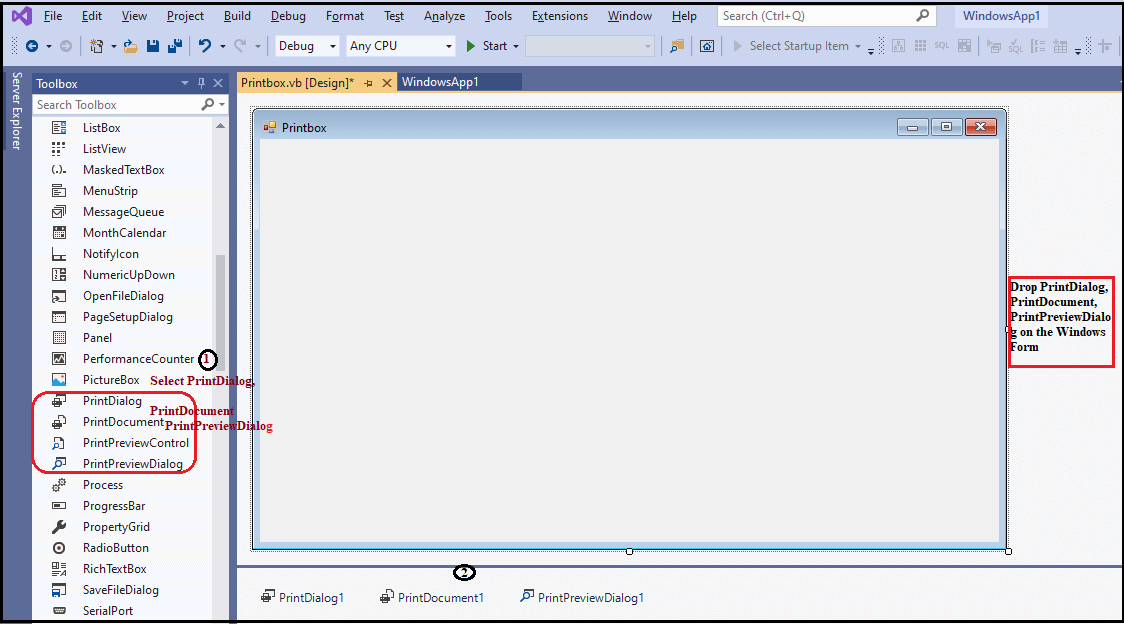 File Edit View Project Build Debug Format Test Analyze Tools Extensions Window Help Search (Ctrl+Q) WindowsApp1
Debug Any CPU Start Select Startup Item SQL SQL
Server Explorer
Toolbox
Search Toolbox
ListBox
ListView
MaskedTextBox
MenuStrip
MessageQueue
MonthCalendar
NotifyIcon
NumericUpDown
OpenFileDialog
PageSetupDialog
Panel
PerformanceCounter 1
PictureBox Select PrintDialog,
PrintDialog
PrintDocument
PrintDocument
PrintPreviewDialog
PrintPreviewControl
PrintPreviewDialog
Process
ProgressBar
PropertyGrid
RadioButton
RichTextBox
SaveFileDialog
SerialPort
Printbox.vb [Design]* WindowsApp1
Printbox
Drop PrintDialog,
PrintDocument,
PrintPreviewDialo
g on the Windows
Form
2
PrintDialog1 PrintDocument1 PrintPreviewDialog1